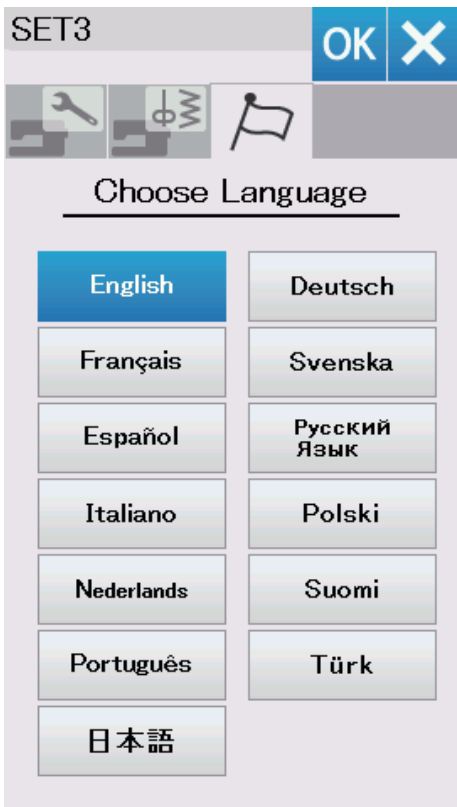 SET3
OK
Choose Language
English
Deutsch
Français
Svenska
Español
Русский
Язык
Italiano
Polski
Nederlands
Suomi
Português
Türk
日本語